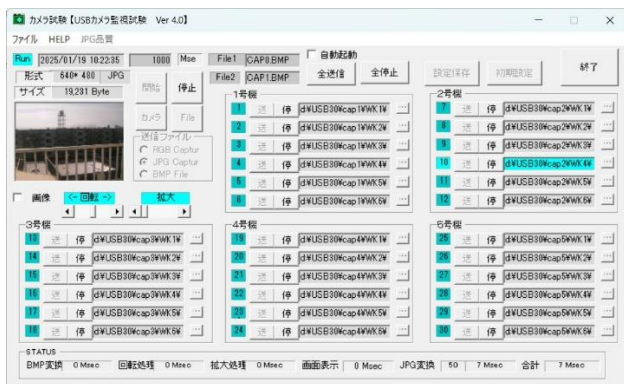 カメラ試験【USBカメラ監視試験 Ver 4.0】
ファイル HELP JPG品質
Run 2025/01/19 10:22:35 1000 Mse File1 CAP0.BMP 自動起動
形式 640* 480 JPG 停止 File2 CAP1.BMP 全送信 全停止 設定保存 初期設定 終了
サイズ 19,231 Byte
カメラ File
送信ファイル
RGB Captur
JPG Captur
BMP File
画像 <- 回転 -> 拡大
1号機
1 送 停 d¥USB30¥cap1¥WK1¥ ...
2 送 停 d¥USB30¥cap1¥WK2¥ ...
3 送 停 d¥USB30¥cap1¥WK3¥ ...
4 送 停 d¥USB30¥cap1¥WK4¥ ...
5 送 停 d¥USB30¥cap1¥WK5¥ ...
6 送 停 d¥USB30¥cap1¥WK6¥ ...
2号機
7 送 停 d¥USB30¥cap2¥WK1¥ ...
8 送 停 d¥USB30¥cap2¥WK2¥ ...
9 送 停 d¥USB30¥cap2¥WK3¥ ...
10 送 停 d¥USB30¥cap2¥WK4¥ ...
11 送 停 d¥USB30¥cap2¥WK5¥ ...
12 送 停 d¥USB30¥cap2¥WK6¥ ...
3号機
13 送 停 d¥USB30¥cap3¥WK1¥ ...
14 送 停 d¥USB30¥cap3¥WK2¥ ...
15 送 停 d¥USB30¥cap3¥WK3¥ ...
16 送 停 d¥USB30¥cap3¥WK4¥ ...
17 送 停 d¥USB30¥cap3¥WK5¥ ...
18 送 停 d¥USB30¥cap3¥WK6¥ ...
4号機
19 送 停 d¥USB30¥cap4¥WK1¥ ...
20 送 停 d¥USB30¥cap4¥WK2¥ ...
21 送 停 d¥USB30¥cap4¥WK3¥ ...
22 送 停 d¥USB30¥cap4¥WK4¥ ...
23 送 停 d¥USB30¥cap4¥WK5¥ ...
24 送 停 d¥USB30¥cap4¥WK6¥ ...
5号機
25 送 停 d¥USB30¥cap5¥WK1¥ ...
26 送 停 d¥USB30¥cap5¥WK2¥ ...
27 送 停 d¥USB30¥cap5¥WK3¥ ...
28 送 停 d¥USB30¥cap5¥WK4¥ ...
29 送 停 d¥USB30¥cap5¥WK5¥ ...
30 送 停 d¥USB30¥cap5¥WK6¥ ...
STATUS
BMP変換 0 Msec 回転処理 0 Msec 拡大処理 0 Msec 画面表示 0 Msec JPG変換 50 7 Msec 合計 7 Msec